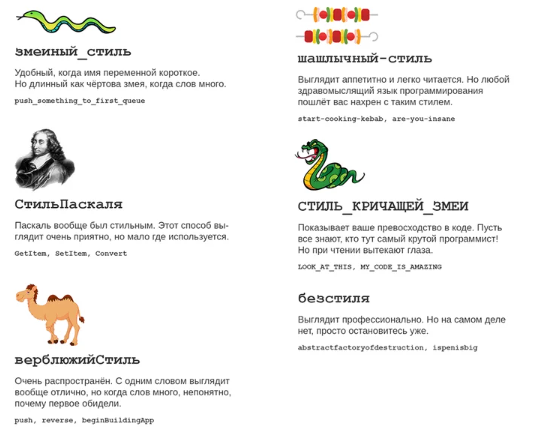 змеиный_стиль
Удобный, когда имя переменной короткое.
Но длинный как чёртова змея, когда слов много.
push_something_to_first_queue
СтильПаскаля
Паскаль вообще был стильным. Этот способ вы-
глядит очень приятно, но мало где используется.
GetItem, SetItem, Convert
верблюжийСтиль
Очень распространён. С одним словом выглядит
вообще отлично, но когда слов много, непонятно,
почему первое обидели.
push, reverse, beginBuildingApp
шашлычный-стиль
Выглядит аппетитно и легко читается. Но любой
здравомыслящий язык программирования
пошлёт вас нахрен с таким стилем.
start-cooking-kebab, are-you-insane
СТИЛЬ_КРИЧАЩЕЙ_ЗМЕИ
Показывает ваше превосходство в коде. Пусть
все знают, кто тут самый крутой программист!
Но при чтении вытекают глаза.
LOOK_AT_THIS, MY_CODE_IS_AMAZING
безстиля
Выглядит профессионально. Но на самом деле
нет, просто остановитесь уже.
abstractfactoryofdestruction, ispenisbig